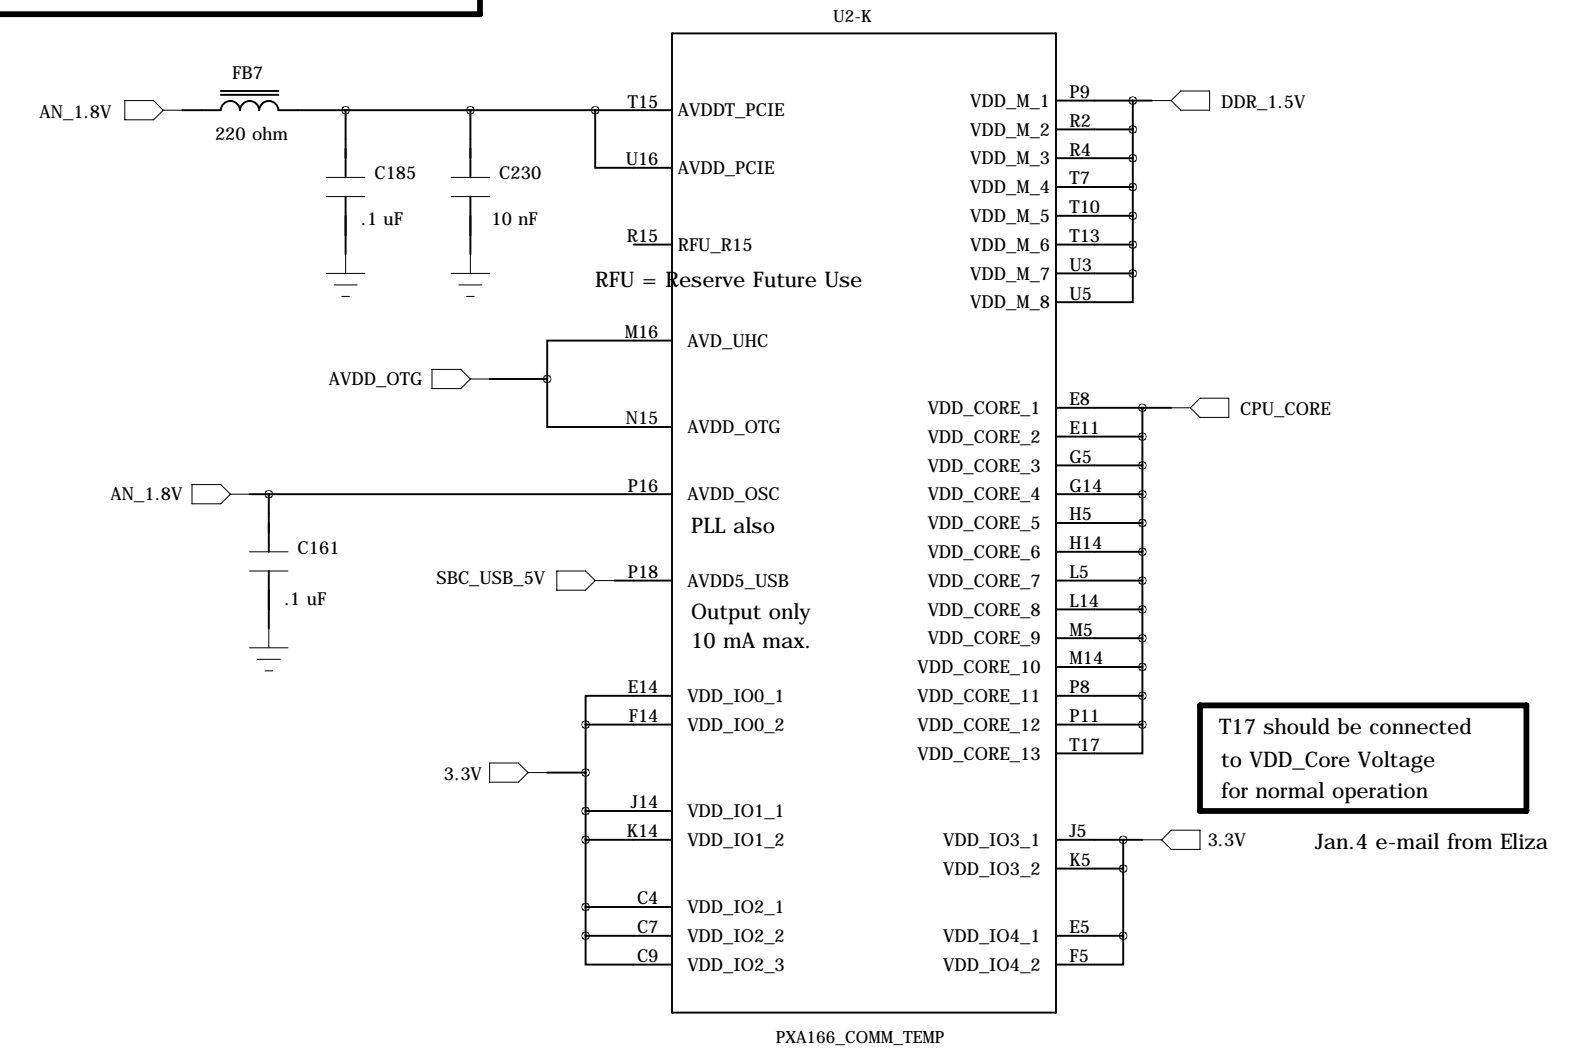 U2-K
FB7
AN_1.8V
220 ohm
C185
.1 uF
C230
10 nF
T15 AVDDT_PCIE
U16 AVDD_PCIE
R15 RFU_R15
RFU = Reserve Future Use
M16 AVD_UHC
AVDD_OTG
N15 AVDD_OTG
AN_1.8V
P16 AVDD_OSC
PLL also
C161
.1 uF
SBC_USB_5V
P18 AVDD5_USB
Output only
10 mA max.
E14 VDD_IO0_1
F14 VDD_IO0_2
3.3V
J14 VDD_IO1_1
K14 VDD_IO1_2
C4 VDD_IO2_1
C7 VDD_IO2_2
C9 VDD_IO2_3
VDD_M_1 P9
DDR_1.5V
VDD_M_2 R2
VDD_M_3 R4
VDD_M_4 T7
VDD_M_5 T10
VDD_M_6 T13
VDD_M_7 U3
VDD_M_8 U5
VDD_CORE_1 E8
CPU_CORE
VDD_CORE_2 E11
VDD_CORE_3 G5
VDD_CORE_4 G14
VDD_CORE_5 H5
VDD_CORE_6 H14
VDD_CORE_7 L5
VDD_CORE_8 L14
VDD_CORE_9 M5
VDD_CORE_10 M14
VDD_CORE_11 P8
VDD_CORE_12 P11
VDD_CORE_13 T17
T17 should be connected
to VDD_Core Voltage
for normal operation
VDD_IO3_1 J5
3.3V
Jan.4 e-mail from Eliza
VDD_IO3_2 K5
VDD_IO4_1 E5
VDD_IO4_2 F5
PXA166_COMM_TEMP